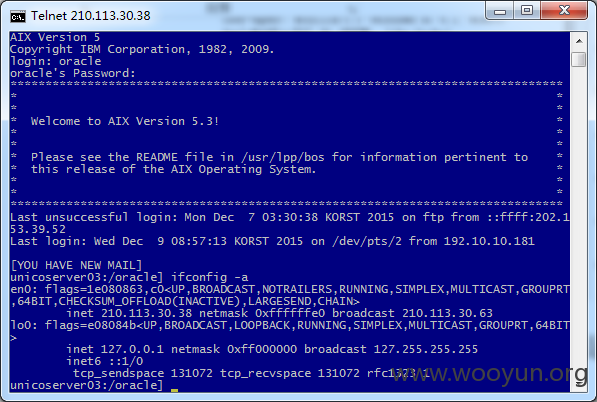 Telnet 210.113.30.38
AIX Version 5
Copyright IBM Corporation, 1982, 2009.
login: oracle
oracle's Password:
*******************************************************************************
*                                                                             *
*                                                                             *
*  Welcome to AIX Version 5.3!                                                *
*                                                                             *
*                                                                             *
*  Please see the README file in /usr/lpp/bos for information pertinent to    *
*  this release of the AIX Operating System.                                  *
*                                                                             *
*                                                                             *
*******************************************************************************
Last unsuccessful login: Mon Dec  7 03:30:38 KORST 2015 on ftp from ::ffff:202.1
53.39.52
Last login: Wed Dec  9 08:57:13 KORST 2015 on /dev/pts/2 from 192.10.10.181
[YOU HAVE NEW MAIL]
unicoserver03:/oracle] ifconfig -a
en0: flags=1e080863,c0<UP,BROADCAST,NOTRAILERS,RUNNING,SIMPLEX,MULTICAST,GROUPRT
,64BIT,CHECKSUM_OFFLOAD(INACTIVE),LARGESEND,CHAIN>
        inet 210.113.30.38 netmask 0xffffffe0 broadcast 210.113.30.63
lo0: flags=e08084b<UP,BROADCAST,LOOPBACK,RUNNING,SIMPLEX,MULTICAST,GROUPRT,64BIT
>
        inet 127.0.0.1 netmask 0xff000000 broadcast 127.255.255.255
        inet6 ::1/0
         tcp_sendspace 131072 tcp_recvspace 131072 rfc1323 1
unicoserver03:/oracle]
www.wooyun.org